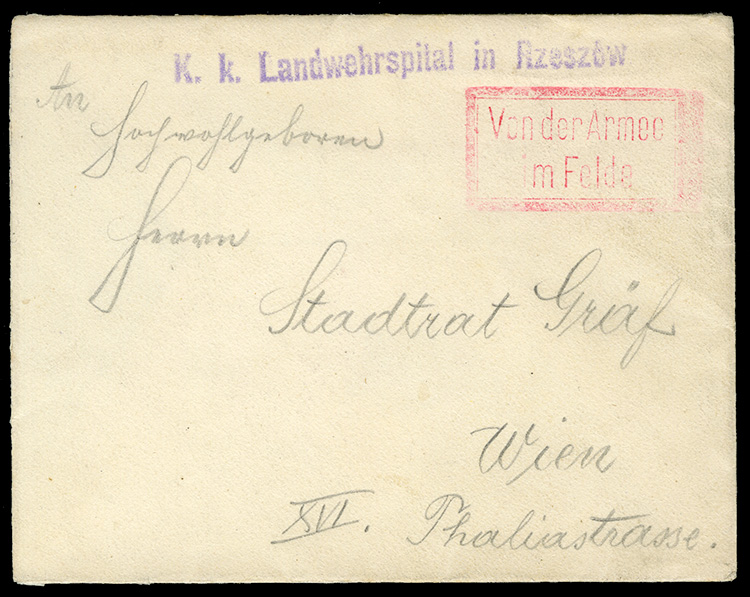 K. k. Landwehrspital in Rzeszów
Von der Armee
im Felde
An
Hochwohlgeboren
Herrn
Stadtrat Gräf
Wien
XVI. Thaliastrasse.